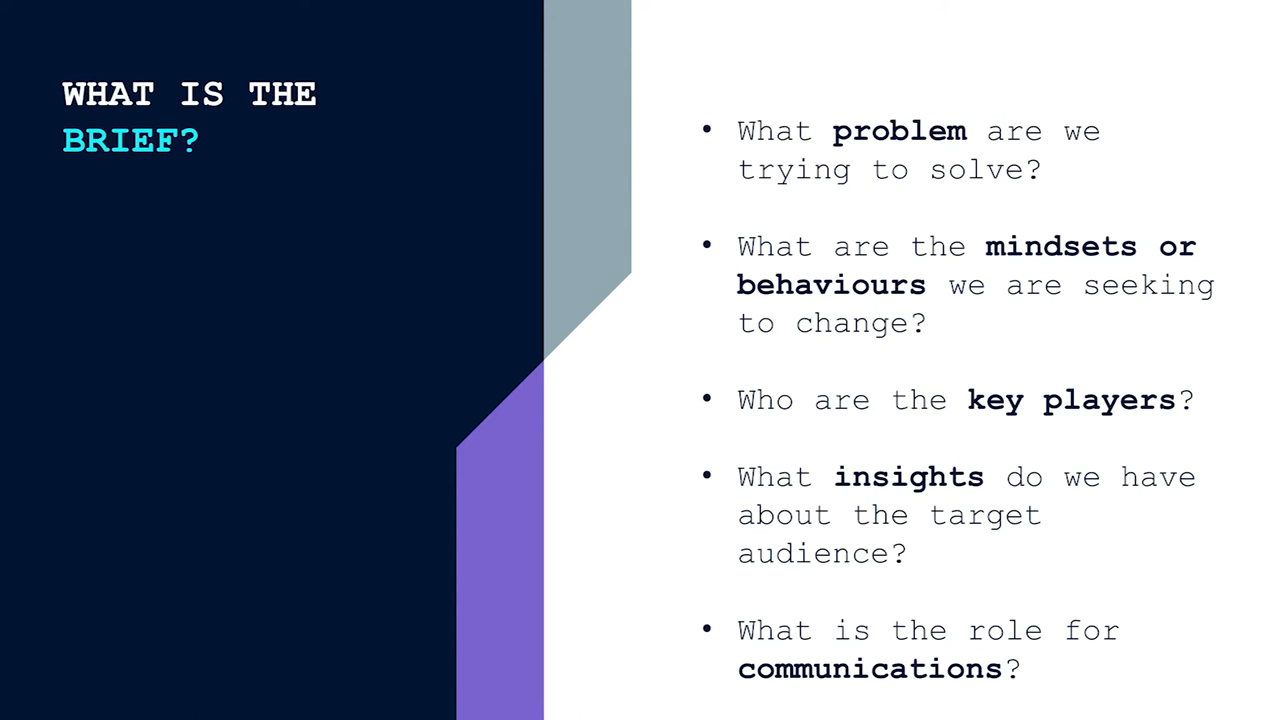 WHAT IS THE
BRIEF?
• What problem are we
trying to solve?
• What are the mindsets or
behaviours we are seeking
to change?
• Who are the key players?
• What insights do we have
about the target
audience?
• What is the role for
communications?